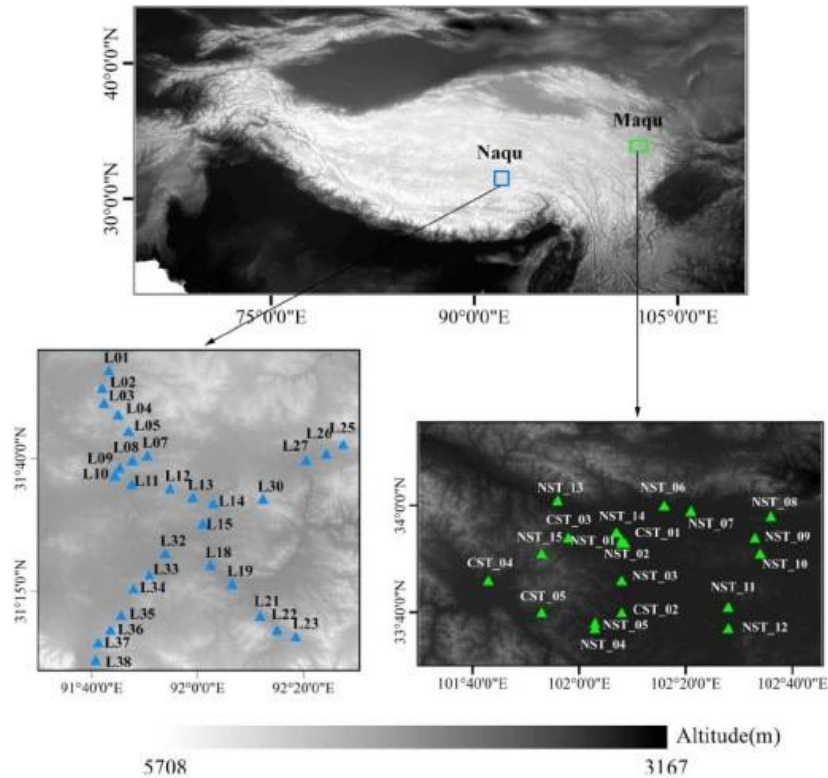 40°0'0"N
Maqu
Naqu
30°0'0"N
75°0'0"E 90°0'0"E 105°0'0"E
L01
L02
L03
L04
L05
L25
L26
L27
L07
L08
L09
L10
L11
L12
L13
L14
L30
L15
L32
L18
L33
L19
L34
L21
L35
L22
L36
L23
L37
L38
31°40'0"N
31°15'0"N
91°40'0"E 92°0'0"E 92°20'0"E
NST_13
NST_06
NST_08
CST_03
NST_14
CST_01
NST_07
NST_15
NST_01
NST_09
NST_02
NST_10
CST_04
NST_03
NST_11
CST_05
CST_02
NST_05
NST_12
NST_04
34°0'0"N
33°40'0"N
101°40'0"E 102°0'0"E 102°20'0"E 102°40'0"E
Altitude(m)
5708 3167